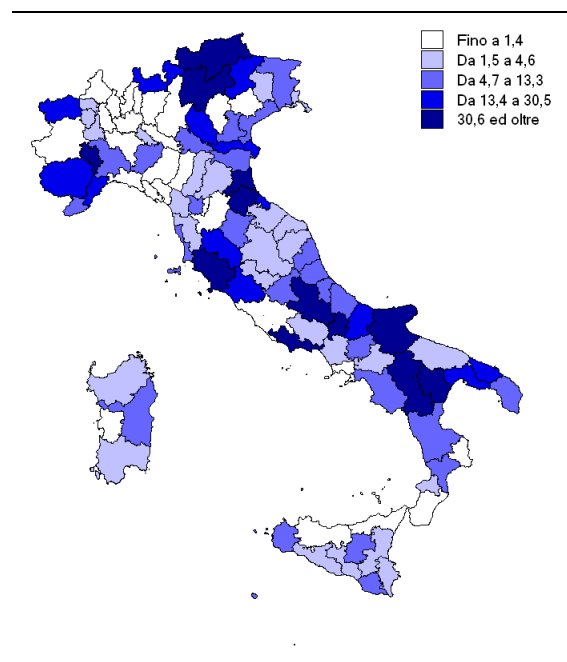 Fino a 1,4
Da 1,5 a 4,6
Da 4,7 a 13,3
Da 13,4 a 30,5
30,6 ed oltre